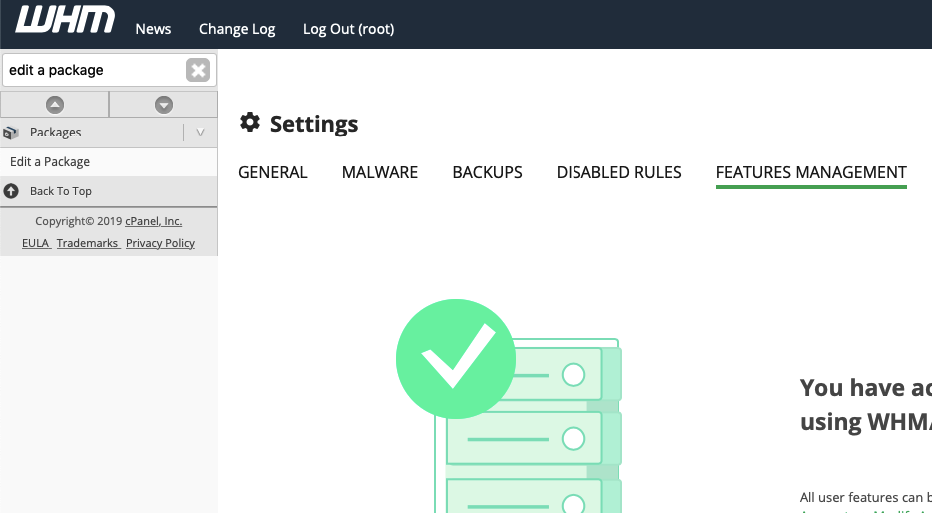 WHM
News Change Log Log Out (root)
edit a package
Packages
Edit a Package
Back To Top
Copyright© 2019 cPanel, Inc.
EULA Trademarks Privacy Policy
Settings
GENERAL MALWARE BACKUPS DISABLED RULES FEATURES MANAGEMENT
You have
using WHM
All user features can